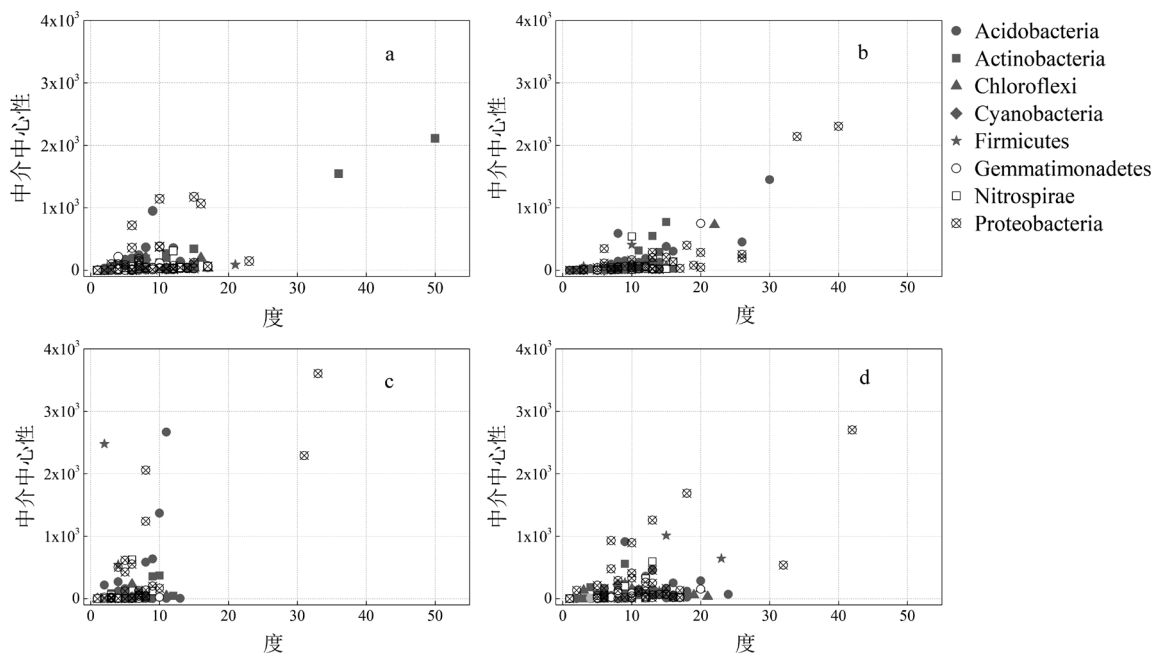 4x10³
3x10³
2x10³
1x10³
0
0 10 20 30 40 50
中介中心性
度
a
4x10³
3x10³
2x10³
1x10³
0
0 10 20 30 40 50
中介中心性
度
b
Acidobacteria
Actinobacteria
Chloroflexi
Cyanobacteria
Firmicutes
Gemmatimonadetes
Nitrospirae
Proteobacteria
4x10³
3x10³
2x10³
1x10³
0
0 10 20 30 40 50
中介中心性
度
c
4x10³
3x10³
2x10³
1x10³
0
0 10 20 30 40 50
中介中心性
度
d